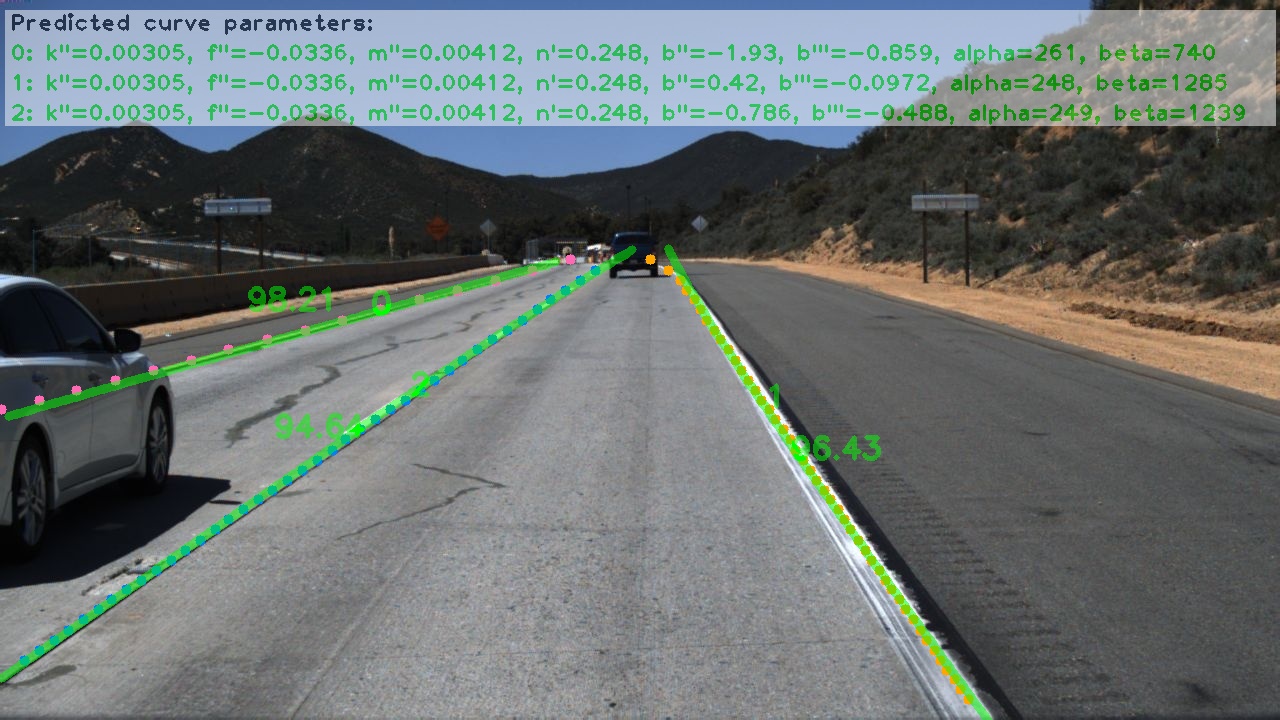 Predicted curve parameters:
0: k''=0.00305, f''=-0.0336, m''=0.00412, n'=0.248, b''=-1.93, b'''=-0.859, alpha=261, beta=740
1: k''=0.00305, f''=-0.0336, m''=0.00412, n'=0.248, b''=0.42, b'''=-0.0972, alpha=248, beta=1285
2: k''=0.00305, f''=-0.0336, m''=0.00412, n'=0.248, b''=-0.786, b'''=-0.488, alpha=249, beta=1239
98.21 0
2
1
94.64
96.43